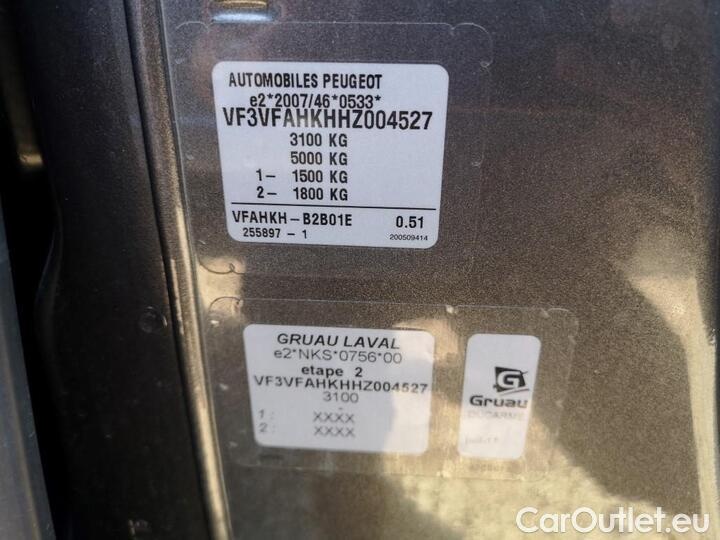 AUTOMOBILES PEUGEOT
e2*2007/46*0533*
VF3VFAHKHHZ004527
3100 KG
5000 KG
1- 1500 KG
2- 1800 KG
VFAHKH-B2B01E 0.51
255897 - 1 200509414
GRUAU LAVAL
e2*NKS*0756*00
etape 2
VF3VFAHKHHZ004527
3100
-
1 : XXXX
2 : XXXX
G
Gruau
DUCARME
CarOutlet.eu